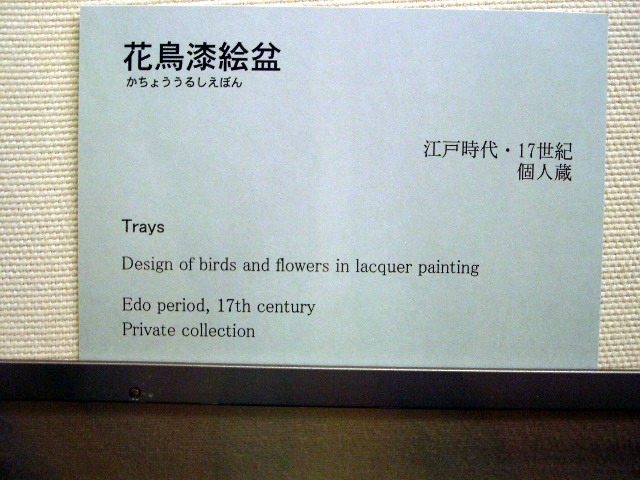 花鳥漆絵盆
かちょううるしえぼん
江戸時代・17世紀
個人蔵
Trays
Design of birds and flowers in lacquer painting
Edo period, 17th century
Private collection